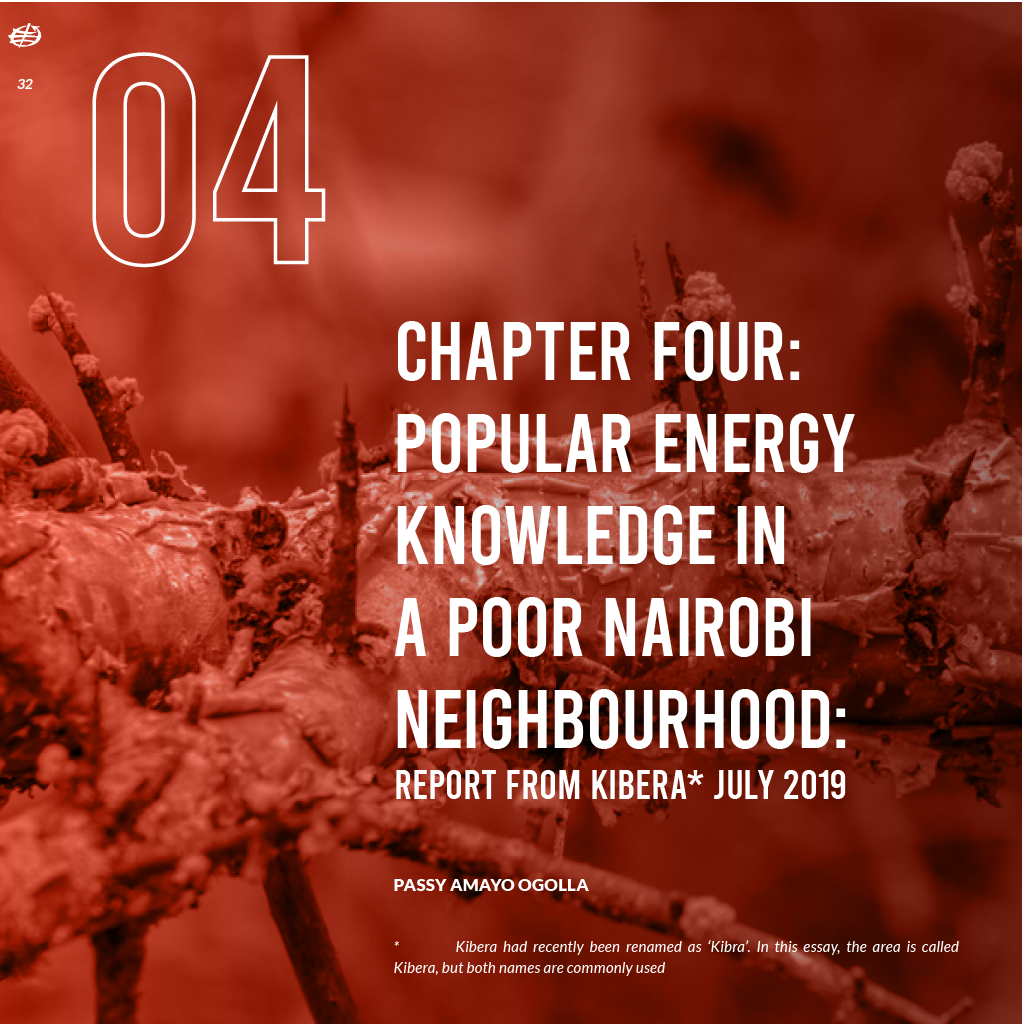 32
04
CHAPTER FOUR:
POPULAR ENERGY
KNOWLEDGE IN
A POOR NAIROBI
NEIGHBOURHOOD:
REPORT FROM KIBERA* JULY 2019
PASSY AMAYO OGOLLA
* Kibera had recently been renamed as ‘Kibra’. In this essay, the area is called
Kibera, but both names are commonly used